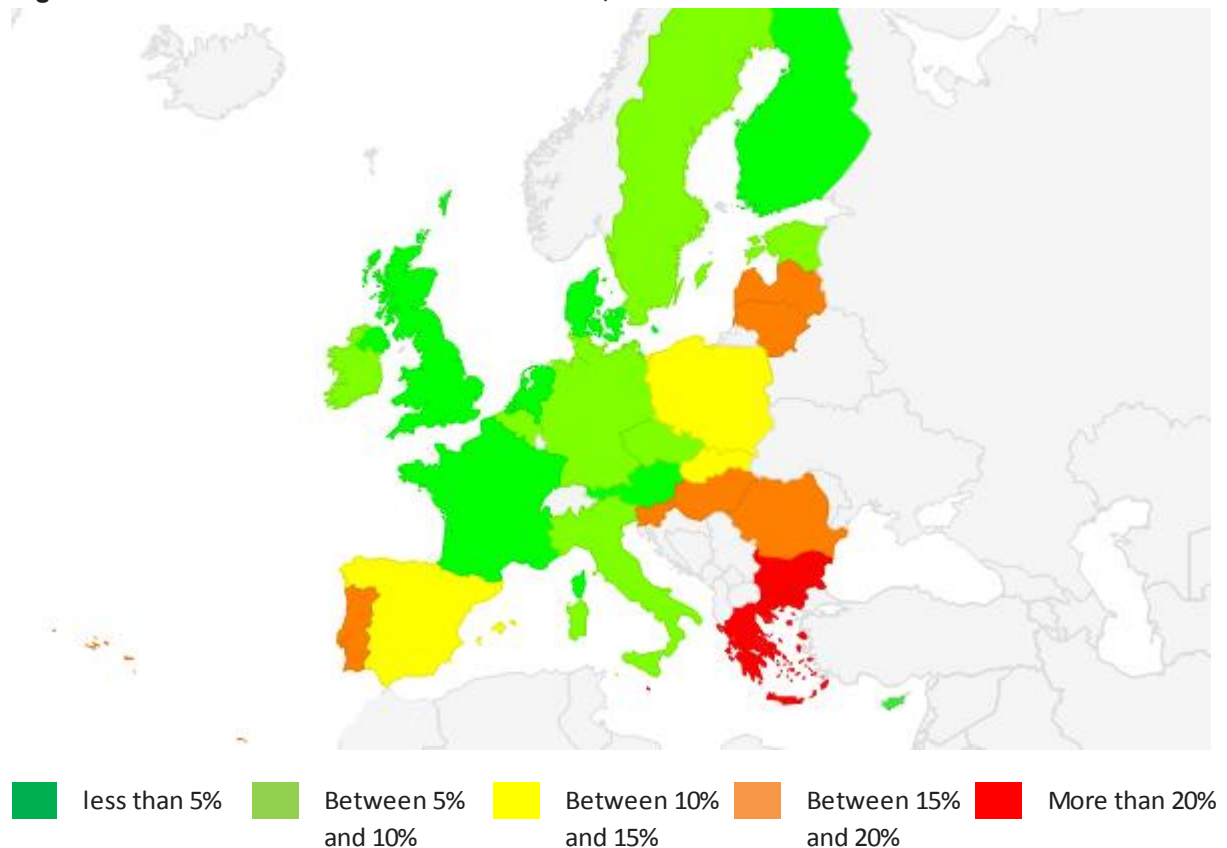 less than 5%
Between 5%
and 10%
Between 10%
and 15%
Between 15%
and 20%
More than 20%